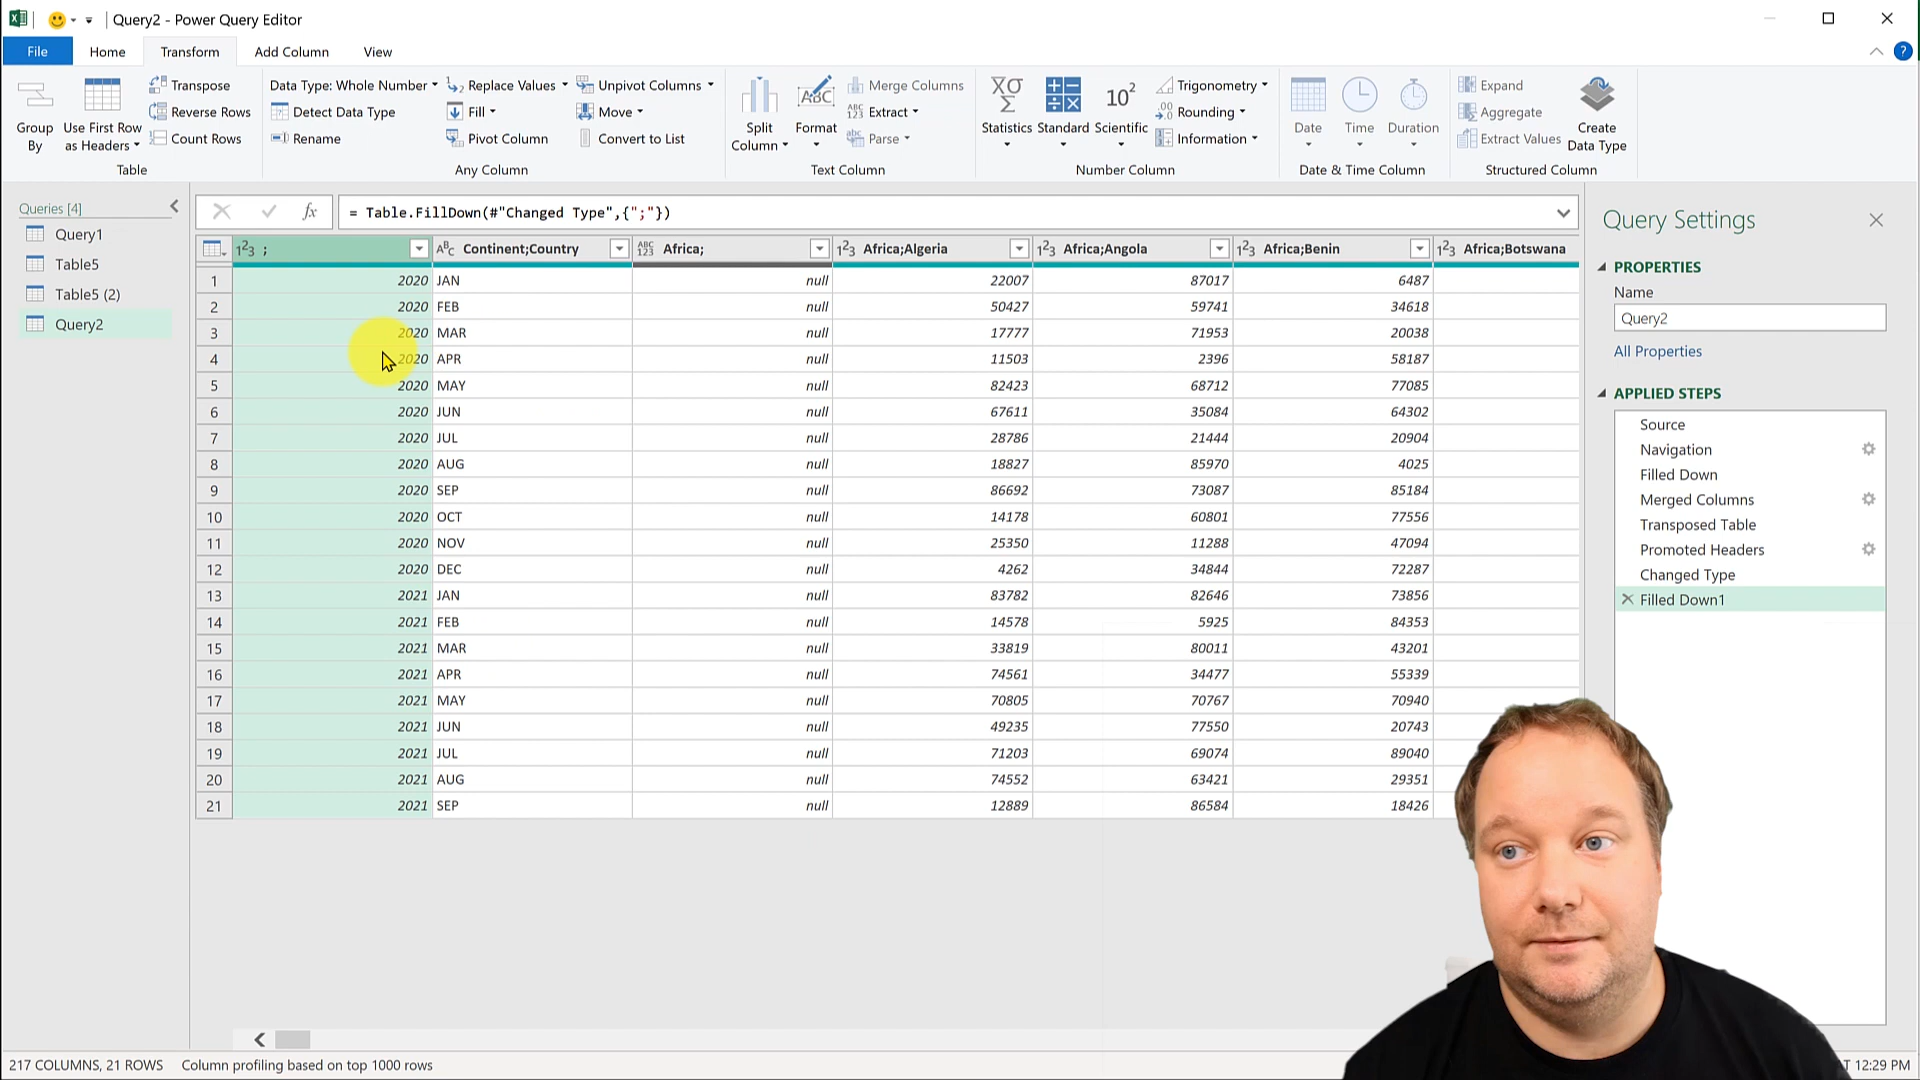 Query2 - Power Query Editor
File
Home
Transform
Add Column
View
Group By
Use First Row as Headers
Transpose
Reverse Rows
Count Rows
Table
Data Type: Whole Number
Detect Data Type
Rename
Replace Values
Fill
Pivot Column
Unpivot Columns
Move
Convert to List
Any Column
Split Column
Format
Merge Columns
Extract
Parse
Text Column
Statistics
Standard
Scientific
Trigonometry
Rounding
Information
Number Column
Date
Time
Duration
Date & Time Column
Expand
Aggregate
Extract Values
Create Data Type
Structured Column
Queries [4]
Query1
Table5
Table5 (2)
Query2
= Table.FillDown(#"Changed Type",{";"})
; Continent;Country Africa; Africa;Algeria Africa;Angola Africa;Benin Africa;Botswana
1 2020 JAN null 22007 87017 6487
2 2020 FEB null 50427 59741 34618
3 2020 MAR null 17777 71953 20038
4 2020 APR null 11503 2396 58187
5 2020 MAY null 82423 68712 77085
6 2020 JUN null 67611 35084 64302
7 2020 JUL null 28786 21444 20904
8 2020 AUG null 18827 85970 4025
9 2020 SEP null 86692 73087 85184
10 2020 OCT null 14178 60801 77556
11 2020 NOV null 25350 11288 47094
12 2020 DEC null 4262 34844 72287
13 2021 JAN null 83782 82646 73856
14 2021 FEB null 14578 5925 84353
15 2021 MAR null 33819 80011 43201
16 2021 APR null 74561 34477 55339
17 2021 MAY null 70805 70767 70940
18 2021 JUN null 49235 77550 20743
19 2021 JUL null 71203 69074 89040
20 2021 AUG null 74552 63421 29351
21 2021 SEP null 12889 86584 18426
Query Settings
PROPERTIES
Name
Query2
All Properties
APPLIED STEPS
Source
Navigation
Filled Down
Merged Columns
Transposed Table
Promoted Headers
Changed Type
Filled Down1
217 COLUMNS, 21 ROWS
Column profiling based on top 1000 rows
T 12:29 PM